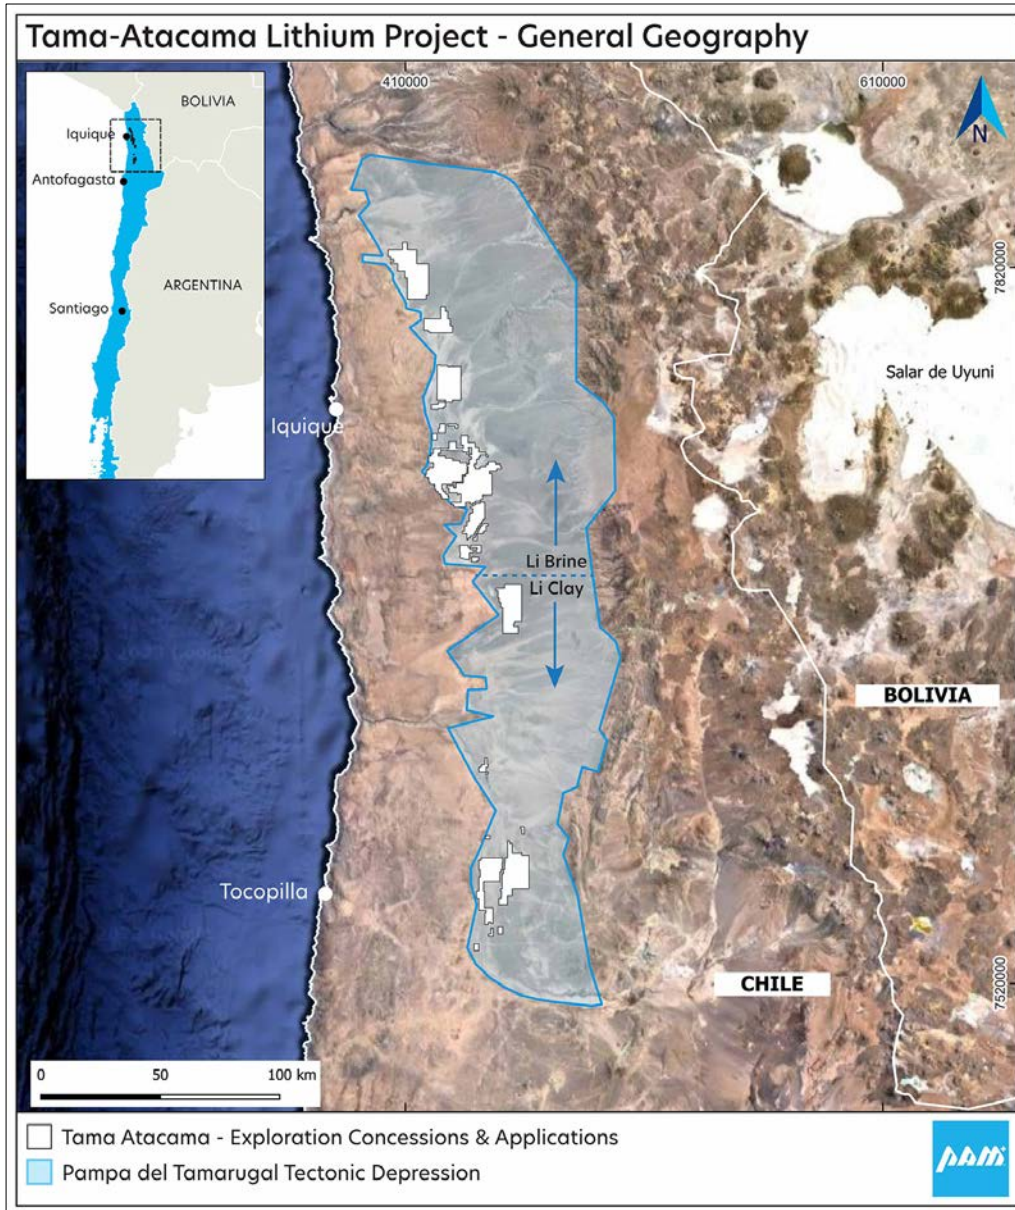 Tama-Atacama Lithium Project - General Geography
410000
610000
N
BOLIVIA
Iquique
Antofagasta
ARGENTINA
Santiago
7820000
Salar de Uyuni
Iquique
Li Brine
Li Clay
BOLIVIA
Tocopilla
CHILE
7520000
0 50 100 km
Tama Atacama - Exploration Concessions & Applications
Pampa del Tamarugal Tectonic Depression
PAM